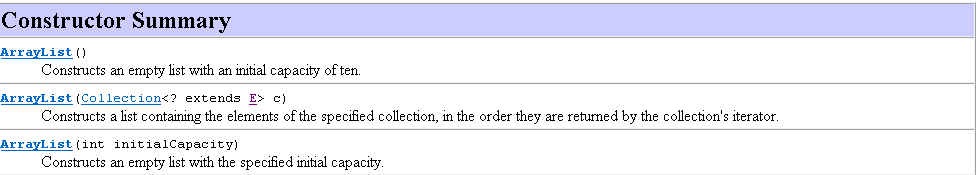 Constructor Summary
ArrayList()
Constructs an empty list with an initial capacity of ten.
ArrayList(Collection<? extends E> c)
Constructs a list containing the elements of the specified collection, in the order they are returned by the collection's iterator.
ArrayList(int initialCapacity)
Constructs an empty list with the specified initial capacity.